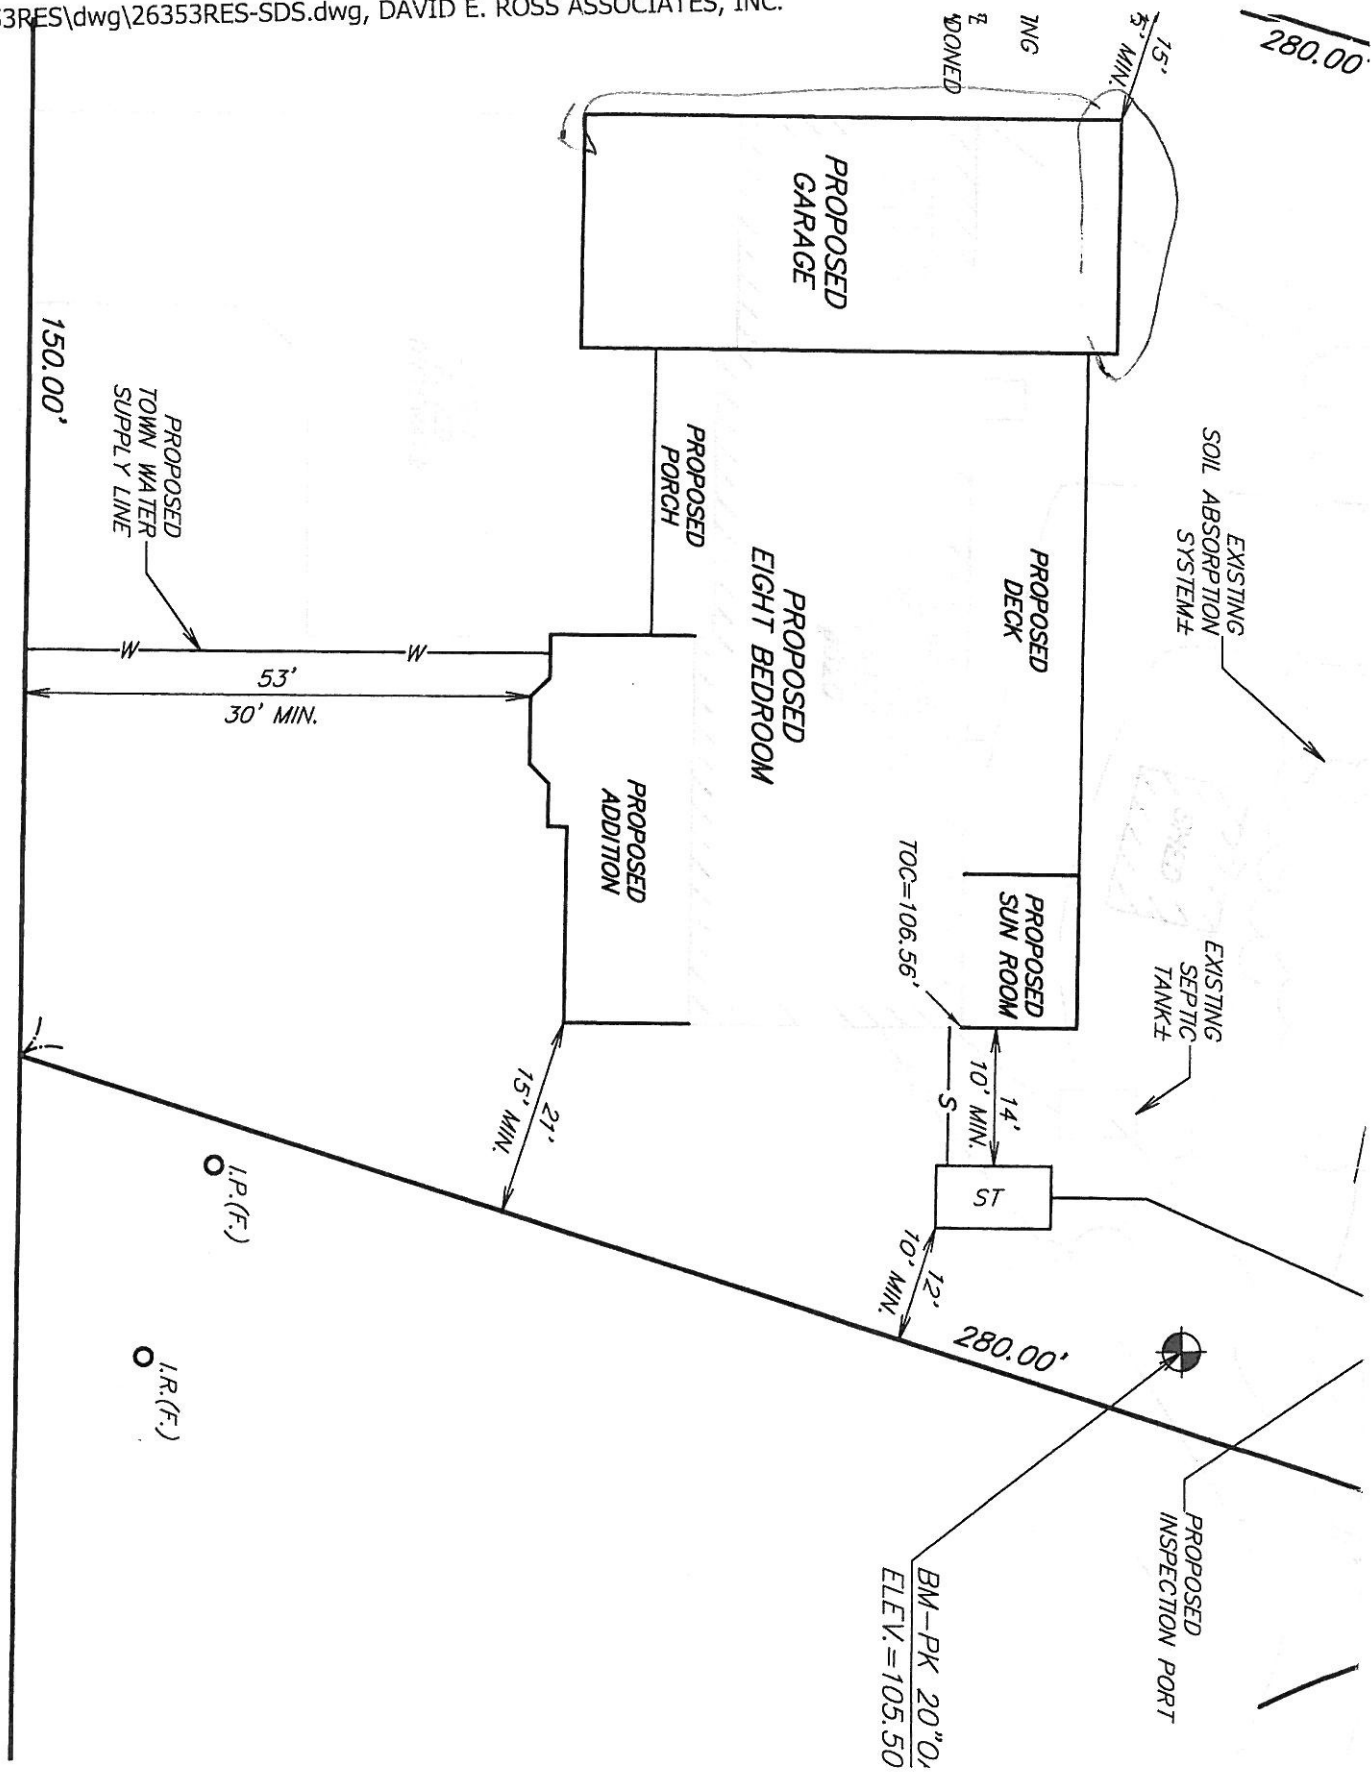 53RES\dwg\26353RES-SDS.dwg, DAVID E. ROSS ASSOCIATES, INC.
280.00'
15'
MIN.
PROPOSED
GARAGE
EXISTING
SOIL ABSORPTION
SYSTEM±
PROPOSED
DECK
PROPOSED
PORCH
PROPOSED
EIGHT BEDROOM
150.00'
PROPOSED
TOWN WATER
SUPPLY LINE
W
W
53'
30' MIN.
PROPOSED
ADDITION
TOC=106.56'
PROPOSED
SUN ROOM
EXISTING
SEPTIC
TANK±
14'
10' MIN.
S
ST
21'
15' MIN.
12'
10' MIN.
280.00'
I.P.(F.)
I.R.(F.)
PROPOSED
INSPECTION PORT
BM-PK 20"
ELEV.=105.50